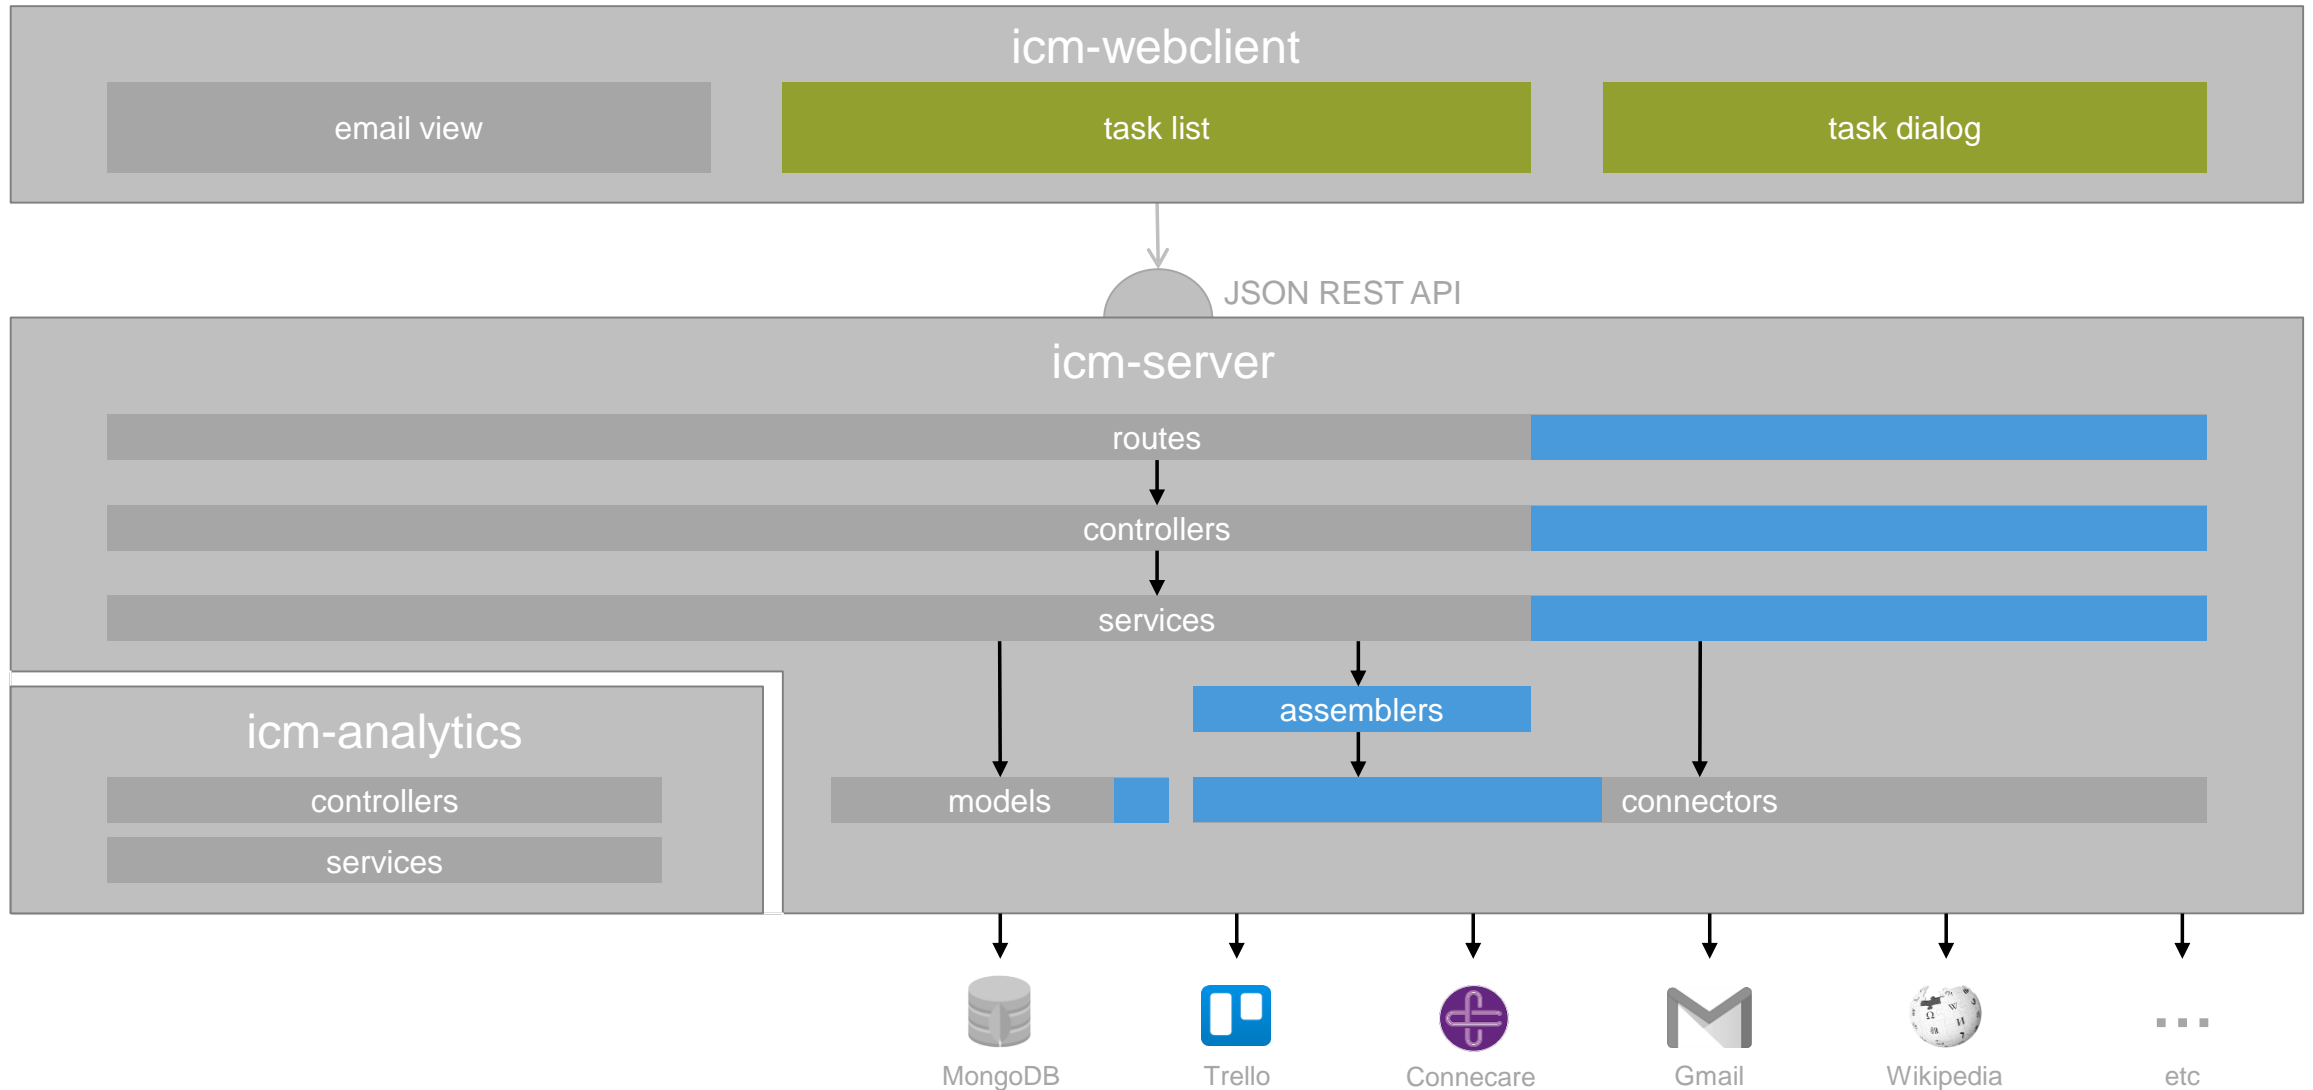 icm-webclient
email view
task list
task dialog
JSON REST API
icm-server
routes
controllers
services
assemblers
icm-analytics
models
connectors
controllers
services
MongoDB
Trello
Connecare
Gmail
Wikipedia
...
etc